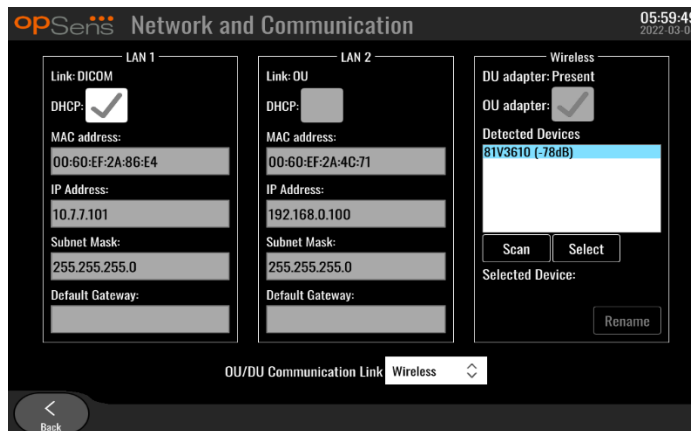 opSens Network and Communication
05:59:49
2022-03-0
LAN 1
Link: DICOM
DHCP:
MAC address:
00:60:EF:2A:86:E4
IP Address:
10.7.7.101
Subnet Mask:
255.255.255.0
Default Gateway:
LAN 2
Link: OU
DHCP:
MAC address:
00:60:EF:2A:4C:71
IP Address:
192.168.0.100
Subnet Mask:
255.255.255.0
Default Gateway:
Wireless
DU adapter: Present
OU adapter:
Detected Devices
81V3610 (-78dB)
Scan Select
Selected Device:
Rename
OU/DU Communication Link Wireless
Back